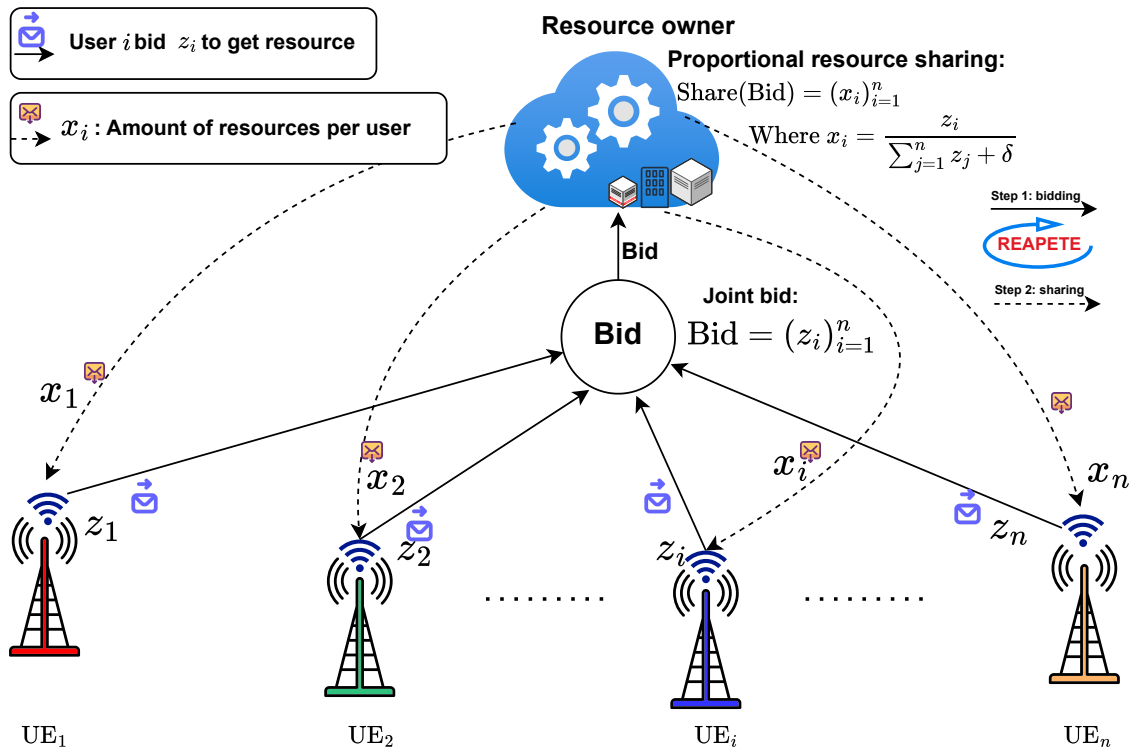 User i bid z_i to get resource
x_i : Amount of resources per user
Resource owner
Proportional resource sharing:
Share(Bid) = (x_i)_{i=1}^n
Where x_i = \frac{z_i}{\sum_{j=1}^n z_j + δ}
Step 1: bidding
REAPETE
Step 2: sharing
Bid
Joint bid:
Bid
Bid = (z_i)_{i=1}^n
x_1
x_2
x_i
x_n
z_1
z_2
z_i
z_n
............
............
UE_1
UE_2
UE_i
UE_n